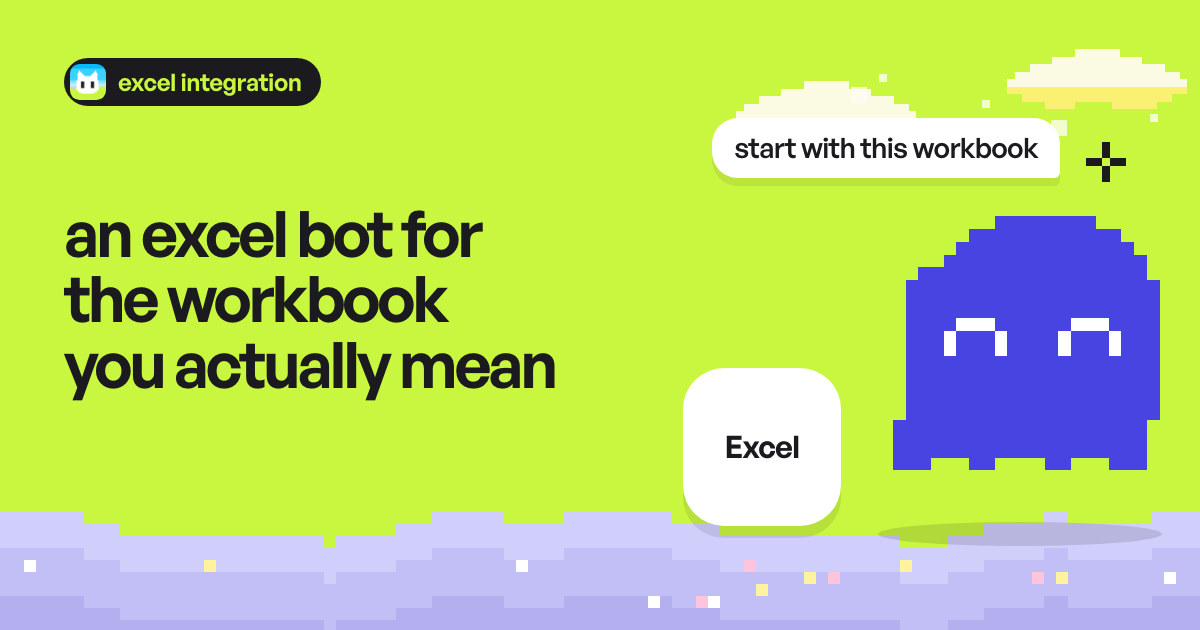 excel integration
start with this workbook
an excel bot for
the workbook
you actually mean
Excel